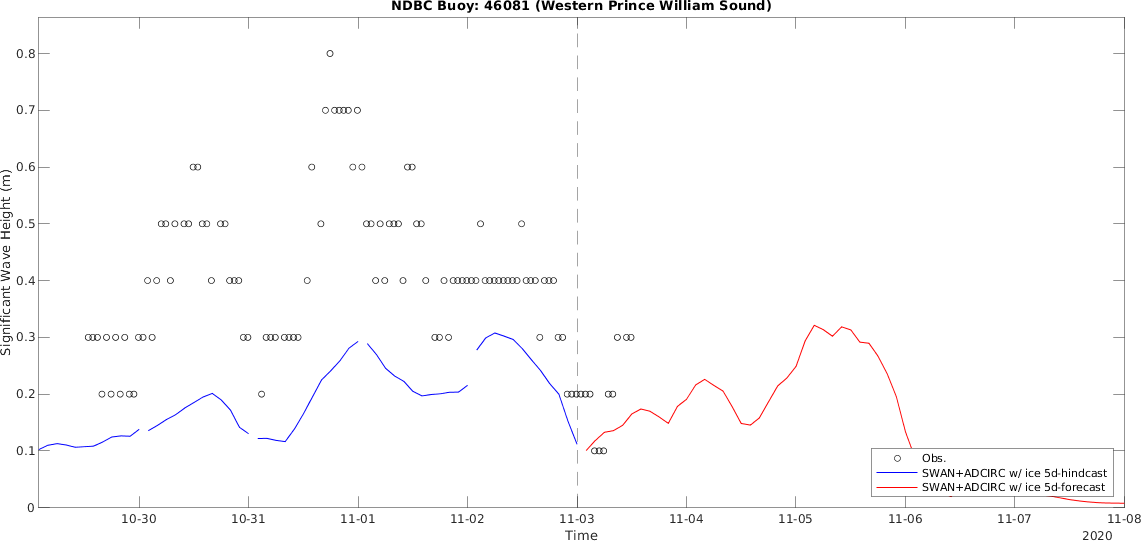 NDBC Buoy: 46081 (Western Prince William Sound)
Significant Wave Height (m)
0.8
0.7
0.6
0.5
0.4
0.3
0.2
0.1
0
Obs.
SWAN+ADCIRC w/ ice 5d-hindcast
SWAN+ADCIRC w/ ice 5d-forecast
10-30 10-31 11-01 11-02 11-03 11-04 11-05 11-06 11-07 11-08
Time
2020